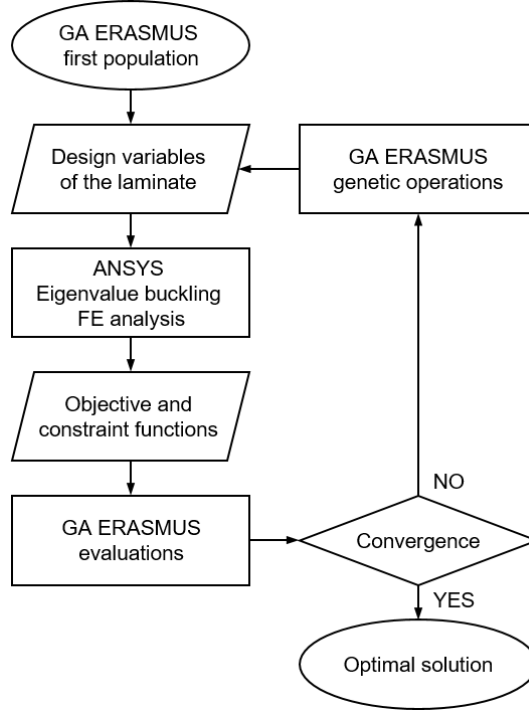 GA ERASMUS
first population
Design variables
of the laminate
GA ERASMUS
genetic operations
ANSYS
Eigenvalue buckling
FE analysis
Objective and
constraint functions
GA ERASMUS
evaluations
NO
Convergence
YES
Optimal solution